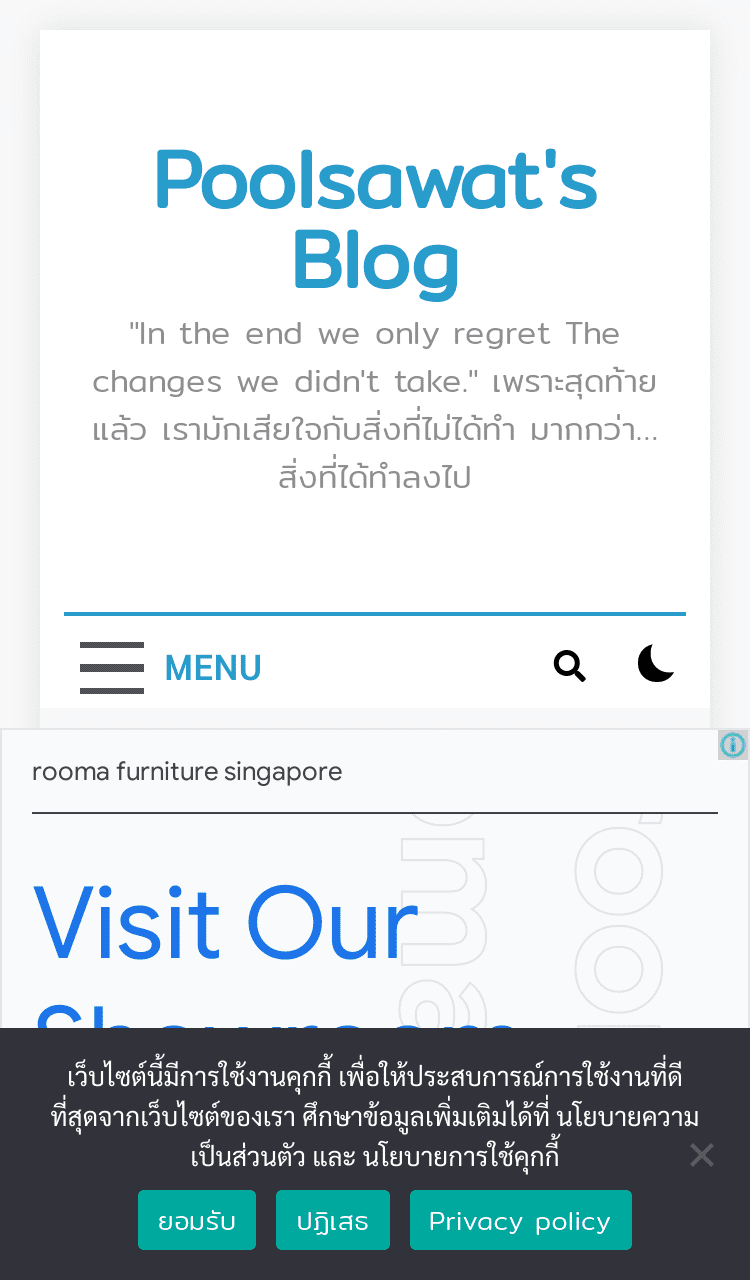 Poolsawat's
Blog
"In the end we only regret The
changes we didn't take." เพราะสุดท้าย
แล้ว เรามักเสียใจกับสิ่งที่ไม่ได้ทำ มากกว่า...
สิ่งที่ได้ทำลงไป
MENU
rooma furniture singapore
Visit Our
Showroom
เว็บไซต์นี้มีการใช้งานคุกกี้ เพื่อให้ประสบการณ์การใช้งานที่ดี
ที่สุดจากเว็บไซต์ของเรา ศึกษาข้อมูลเพิ่มเติมได้ที่ นโยบายความ
เป็นส่วนตัว และ นโยบายการใช้คุกกี้
ยอมรับ
ปฏิเสธ
Privacy policy